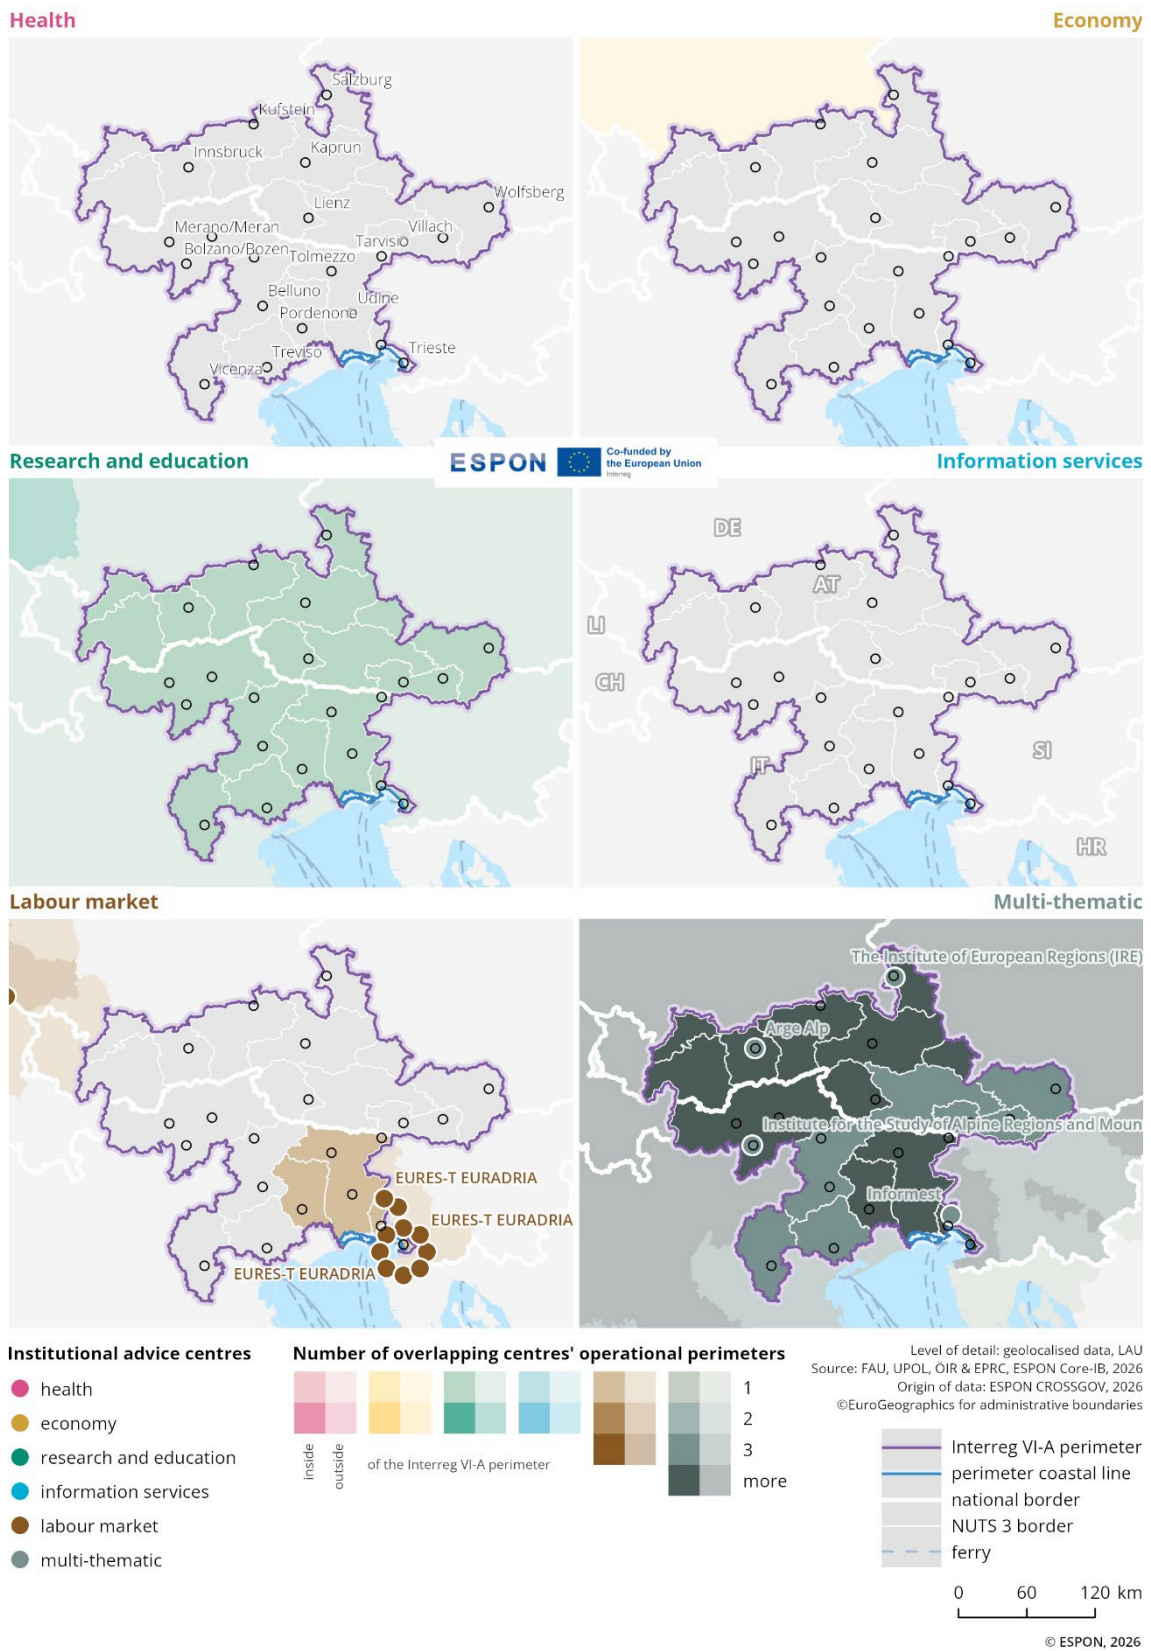 Health
Economy
Salzburg
Kufstein
Innsbruck
Kaprun
Wolfsberg
Lienz
Merano/Meran
Villach
Bolzano/Bozen
Tarvisio
Tolmezzo
Belluno
Udine
Pordenone
Treviso
Trieste
Vicenza
Research and education
ESPON
Co-funded by
the European Union
Interreg
Information services
DE
AT
LI
CH
IT
SI
HR
Labour market
Multi-thematic
EURES-T EURADRIA
EURES-T EURADRIA
EURES-T EURADRIA
The Institute of European Regions (IRE)
Arge Alp
Institute for the Study of Alpine Regions and Moun
Informest
Institutional advice centres
health
economy
research and education
information services
labour market
multi-thematic
Number of overlapping centres' operational perimeters
1
2
3
more
inside
outside
of the Interreg VI-A perimeter
Level of detail: geolocalised data, LAU
Source: FAU, UPOL, ÖIR & EPRC, ESPON Core-IB, 2026
Origin of data: ESPON CROSSGOV, 2026
©EuroGeographics for administrative boundaries
Interreg VI-A perimeter
perimeter coastal line
national border
NUTS 3 border
ferry
0 60 120 km
© ESPON, 2026